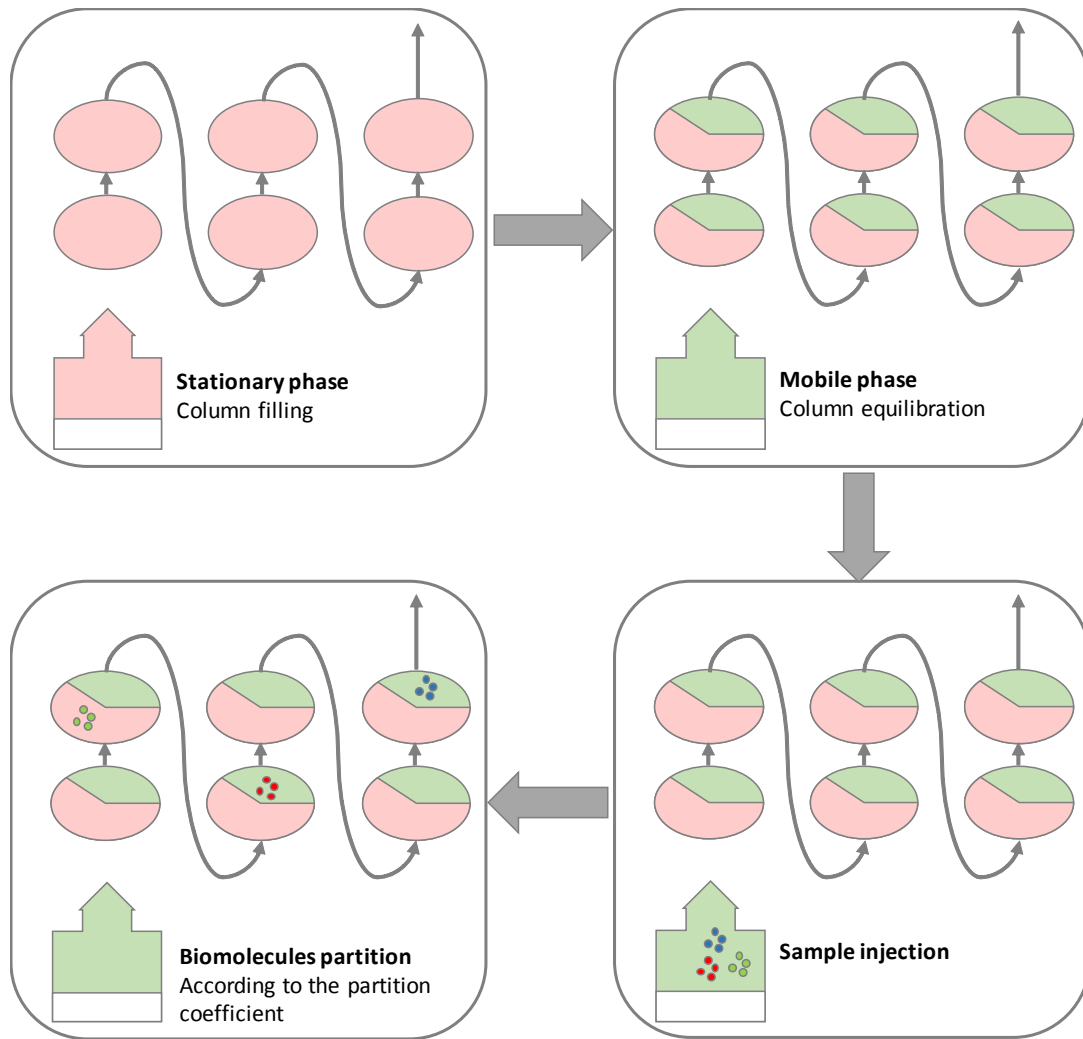 Stationary phase
Column filling
Mobile phase
Column equilibration
Biomolecules partition
According to the partition
coefficient
Sample injection